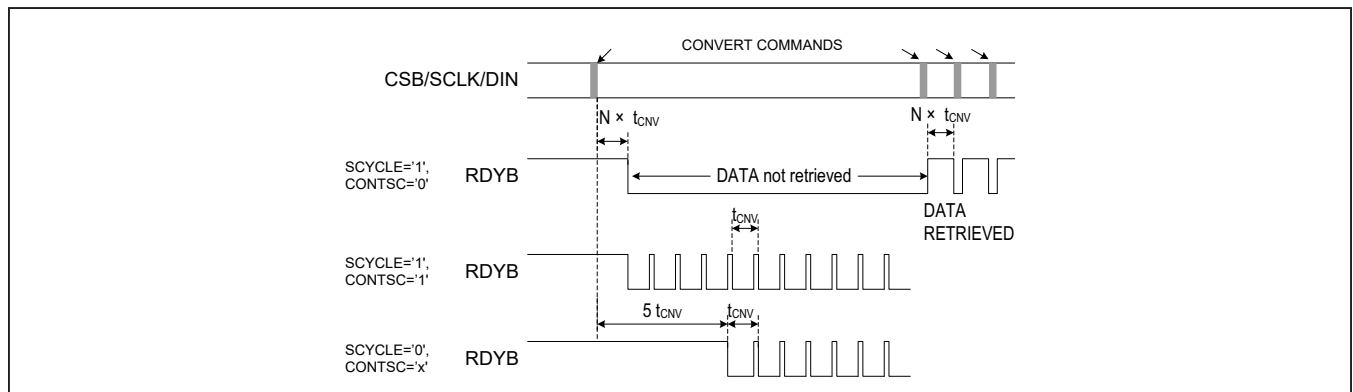 CONVERT COMMANDS
CSB/SCLK/DIN
N × tCNV
N × tCNV
SCYCLE='1',
CONTSC='0'
RDYB
DATA not retrieved
DATA
RETRIEVED
tCNV
SCYCLE='1',
CONTSC='1'
RDYB
5 tCNV
tCNV
SCYCLE='0',
CONTSC='x'
RDYB